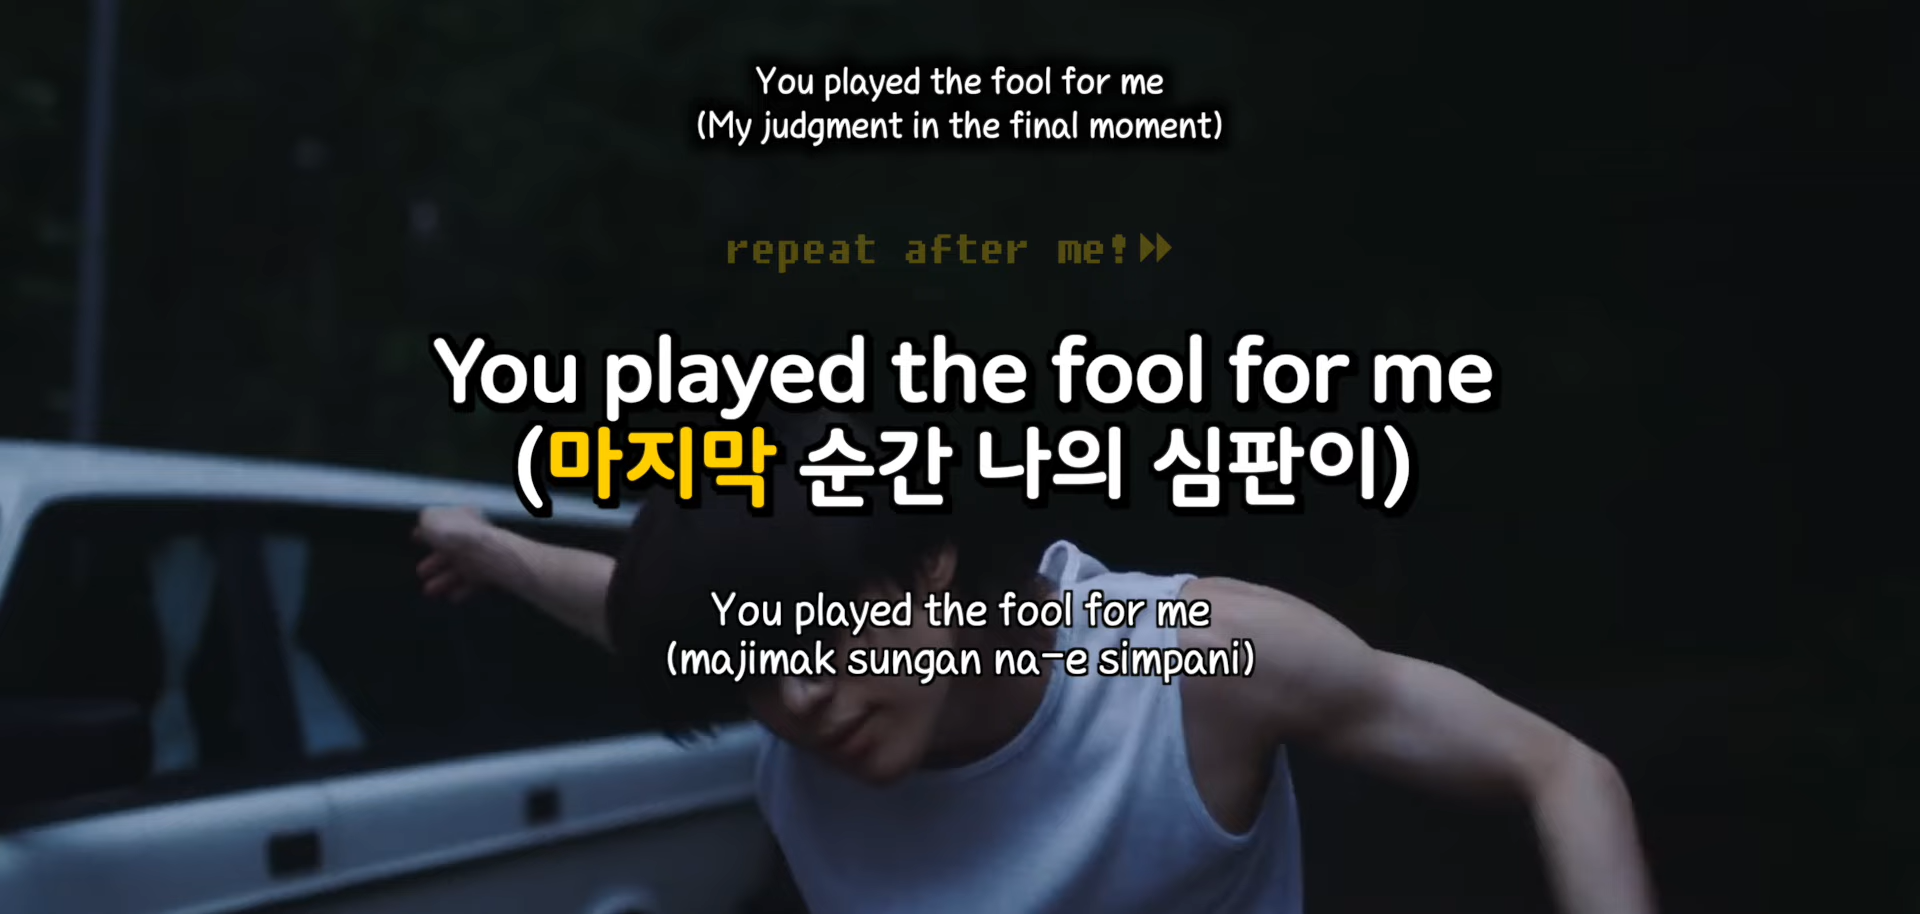 You played the fool for me
(My judgment in the final moment)
repeat after me!
You played the fool for me
(마지막 순간 나의 심판이)
You played the fool for me
(majimak sungan na-e simpani)